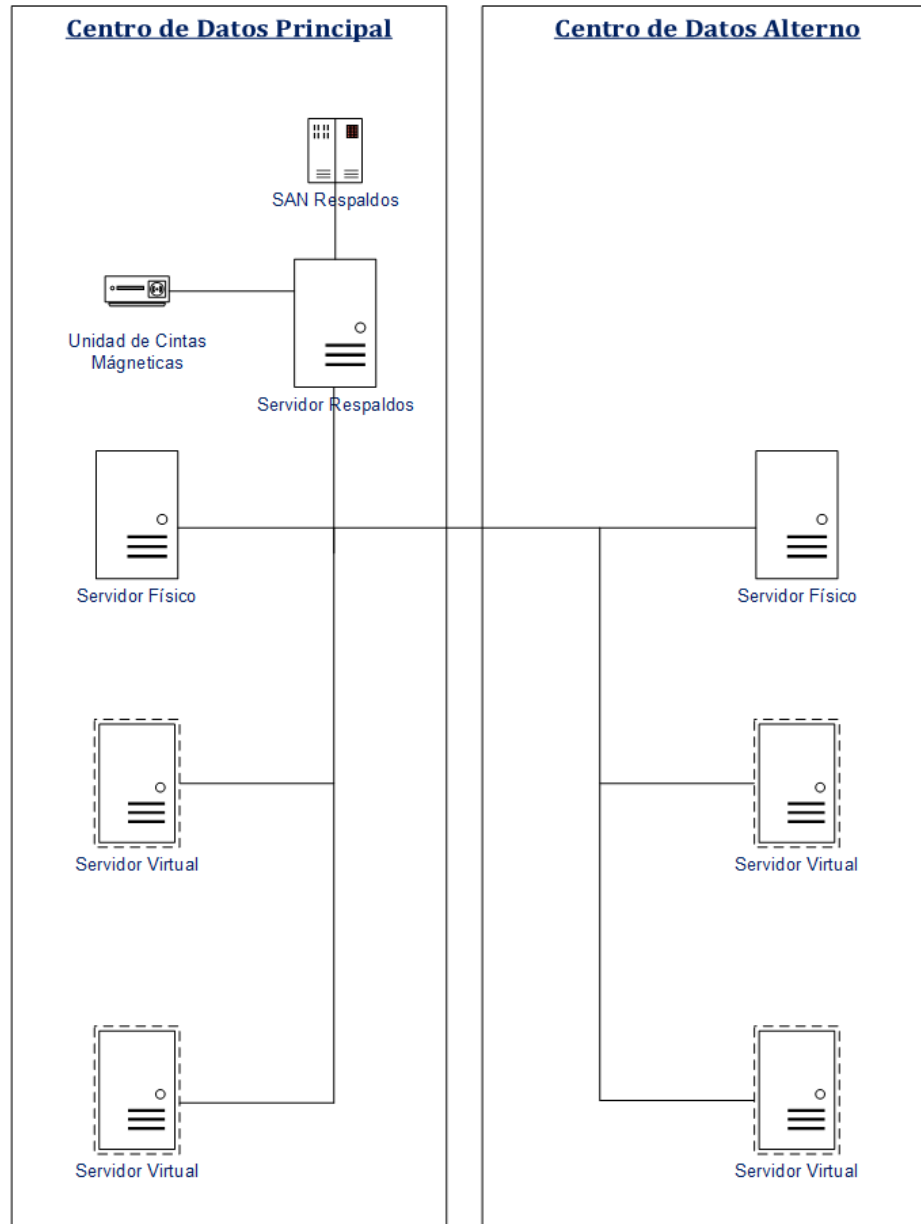 Centro de Datos Principal
SAN Respaldos
Unidad de Cintas
Mágneticas
Servidor Respaldos
Servidor Físico
Servidor Virtual
Servidor Virtual
Centro de Datos Alterno
Servidor Físico
Servidor Virtual
Servidor Virtual